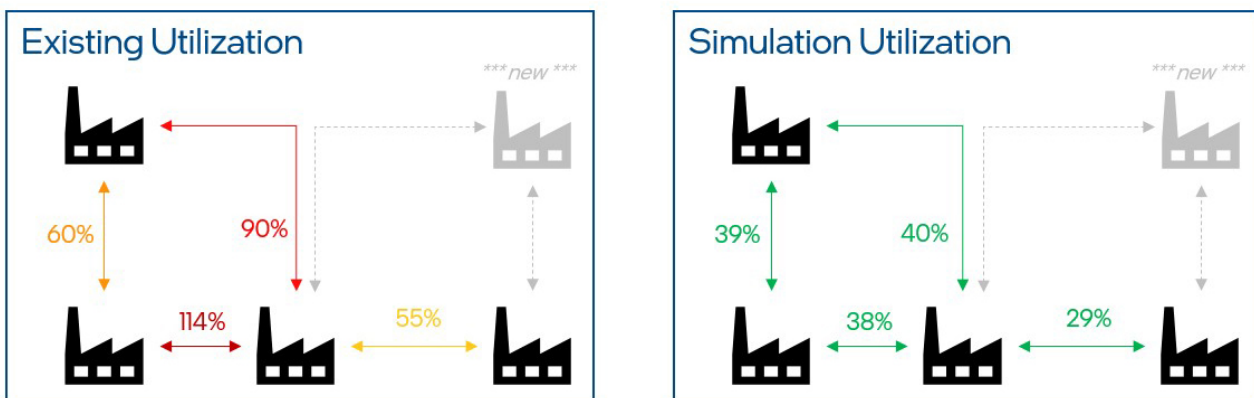 Existing Utilization
***new ***
60%
90%
114%
55%
Simulation Utilization
***new ***
39%
40%
38%
29%